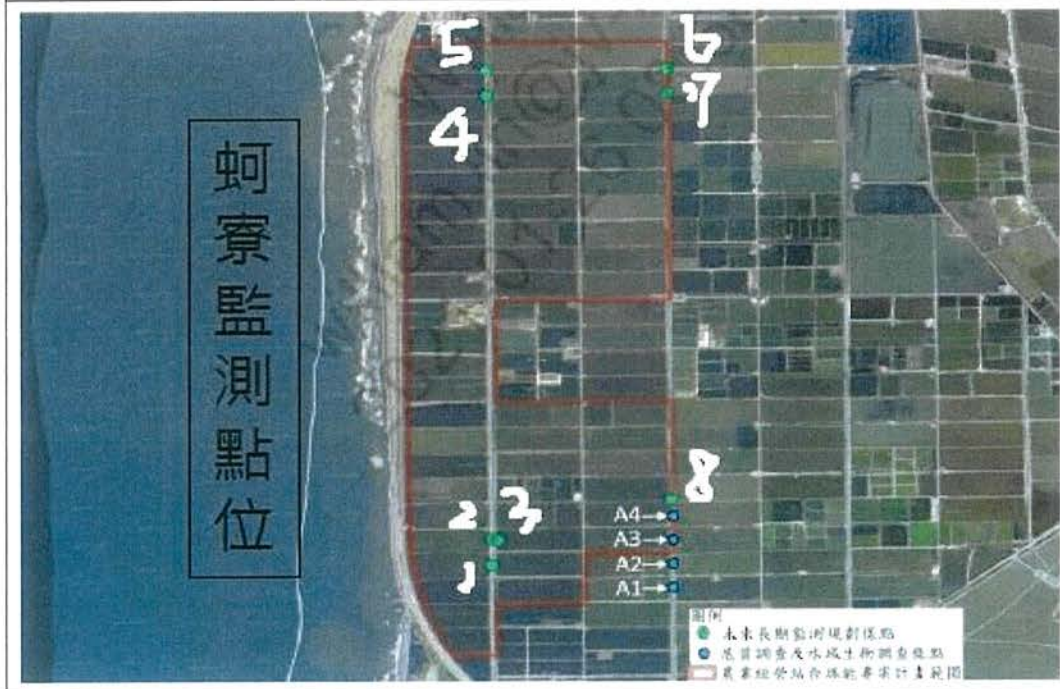 蚵寮監測點位
5
6
4
7
8
2
3
1
A4
A3
A2
A1
圖例
未來長期監測規劃樣點
底質調查及水域生物調查樣點
農業經營結合綠能專案計畫範圍